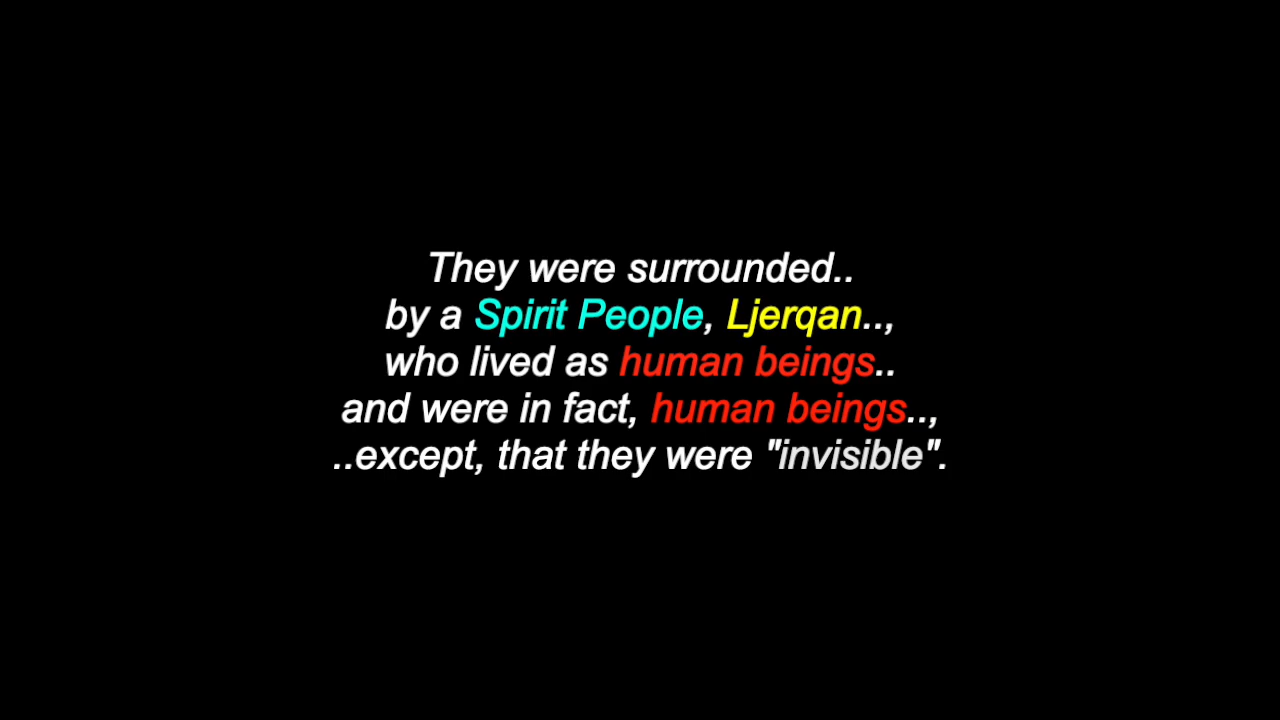 They were surrounded..
by a Spirit People, Ljerqan..,
who lived as human beings..
and were in fact, human beings..,
..except, that they were "invisible".